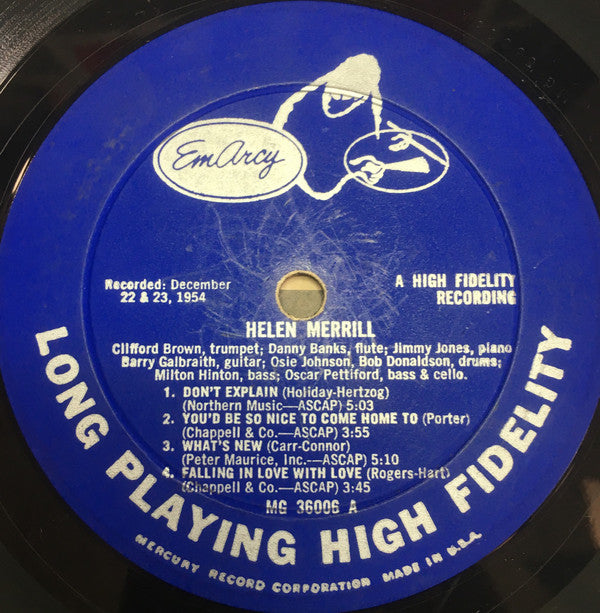 EmArcy
Recorded: December
22 & 23, 1954
A HIGH FIDELITY
RECORDING
HELEN MERRILL
Clifford Brown, trumpet; Danny Banks, flute; Jimmy Jones, piano
Barry Galbraith, guitar; Osie Johnson, Bob Donaldson, drums;
Milton Hinton, bass; Oscar Pettiford, bass & cello.
1. DON'T EXPLAIN (Holiday-Hertzog)
(Northern Music—ASCAP) 5:03
2. YOU'D BE SO NICE TO COME HOME TO (Porter)
(Chappell & Co.—ASCAP) 3:55
3. WHAT'S NEW (Carr-Connor)
(Peter Maurice, Inc.—ASCAP) 5:10
4. FALLING IN LOVE WITH LOVE (Rogers-Hart)
(Chappell & Co.—ASCAP) 3:45
MG 36006 A
LONG PLAYING HIGH FIDELITY
MERCURY RECORD CORPORATION MADE IN U.S.A.